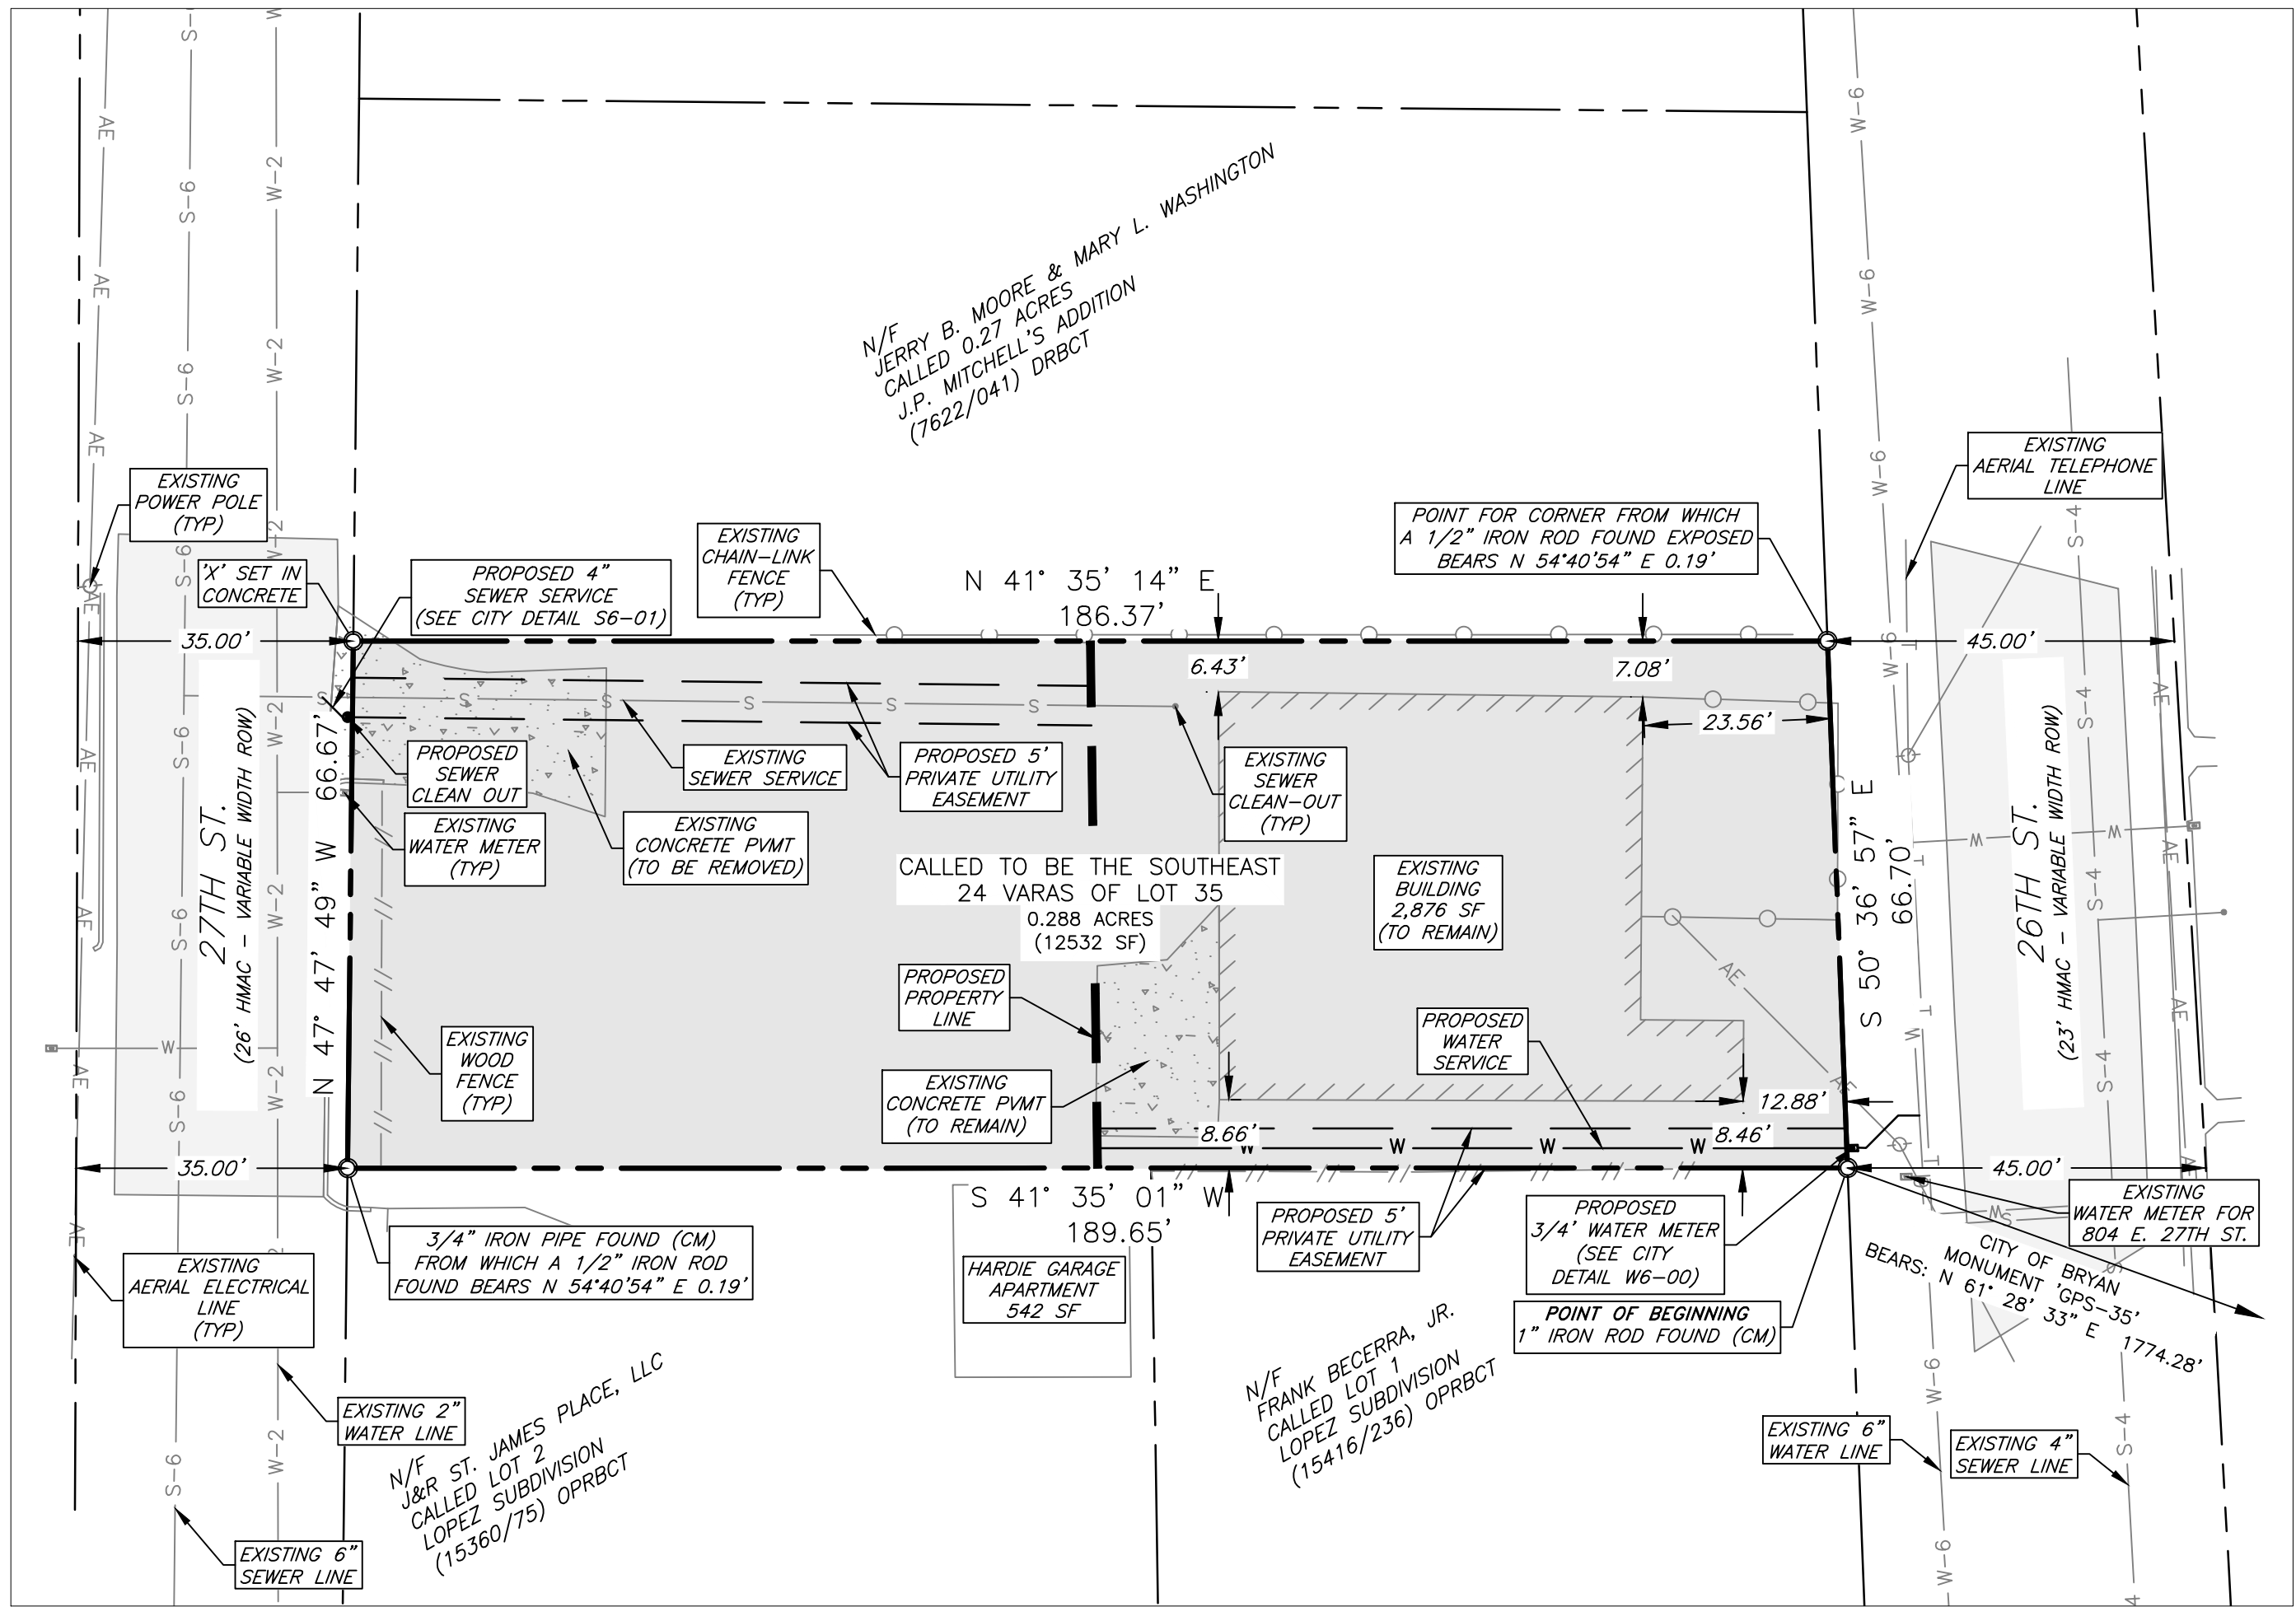 N/F
JERRY B. MOORE & MARY L. WASHINGTON
CALLED 0.27 ACRES
J.P. MITCHELL'S ADDITION
(7622/041) DRBCT
EXISTING
POWER POLE
(TYP)
'X' SET IN
CONCRETE
PROPOSED 4"
SEWER SERVICE
(SEE CITY DETAIL S6-01)
EXISTING
CHAIN-LINK
FENCE
(TYP)
N 41° 35' 14" E
186.37'
POINT FOR CORNER FROM WHICH
A 1/2" IRON ROD FOUND EXPOSED
BEARS N 54°40'54" E 0.19'
EXISTING
AERIAL TELEPHONE
LINE
35.00'
6.43'
7.08'
45.00'
23.56'
27TH ST.
(26' HMAC - VARIABLE WIDTH ROW)
N 47° 47' 49" W 66.67'
PROPOSED
SEWER
CLEAN OUT
EXISTING
WATER METER
(TYP)
EXISTING
SEWER SERVICE
EXISTING
CONCRETE PVMT
(TO BE REMOVED)
PROPOSED 5'
PRIVATE UTILITY
EASEMENT
EXISTING
SEWER
CLEAN-OUT
(TYP)
CALLED TO BE THE SOUTHEAST
24 VARAS OF LOT 35
0.288 ACRES
(12532 SF)
EXISTING
BUILDING
2,876 SF
(TO REMAIN)
S 50° 36' 57" E
66.70'
26TH ST.
(23' HMAC - VARIABLE WIDTH ROW)
PROPOSED
PROPERTY
LINE
EXISTING
WOOD
FENCE
(TYP)
EXISTING
CONCRETE PVMT
(TO REMAIN)
PROPOSED
WATER
SERVICE
12.88'
8.66'
8.46'
W W W W
35.00'
45.00'
S 41° 35' 01" W
189.65'
3/4" IRON PIPE FOUND (CM)
FROM WHICH A 1/2" IRON ROD
FOUND BEARS N 54°40'54" E 0.19'
HARDIE GARAGE
APARTMENT
542 SF
PROPOSED 5'
PRIVATE UTILITY
EASEMENT
PROPOSED
3/4' WATER METER
(SEE CITY
DETAIL W6-00)
POINT OF BEGINNING
1" IRON ROD FOUND (CM)
EXISTING
WATER METER FOR
804 E. 27TH ST.
CITY OF BRYAN
MONUMENT 'GPS-35'
BEARS: N 61° 28' 33" E 1774.28'
EXISTING
AERIAL ELECTRICAL
LINE
(TYP)
EXISTING 2"
WATER LINE
N/F
J&R ST. JAMES PLACE, LLC
CALLED LOT 2
LOPEZ SUBDIVISION
(15360/75) OPRBCT
N/F
FRANK BECERRA, JR.
CALLED LOT 1
LOPEZ SUBDIVISION
(15416/236) OPRBCT
EXISTING 6"
WATER LINE
EXISTING 4"
SEWER LINE
EXISTING 6"
SEWER LINE
AE
S-6
W-2
W-6
S-4
S
W
T